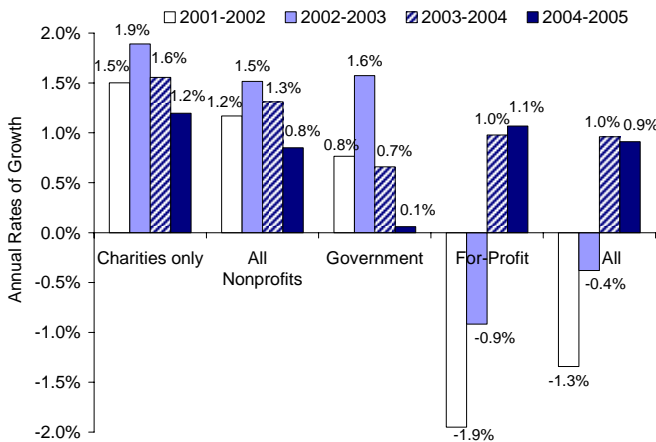 2001-2002 2002-2003 2003-2004 2004-2005
Annual Rates of Growth
2.0%
1.5%
1.0%
0.5%
0.0%
-0.5%
-1.0%
-1.5%
-2.0%
1.5% 1.9% 1.6% 1.2%
1.2% 1.5% 1.3% 0.8%
0.8% 1.6% 0.7% 0.1%
-1.9% -0.9% 1.0% 1.1%
-1.3% -0.4% 1.0% 0.9%
Charities only
All
Nonprofits
Government
For-Profit
All